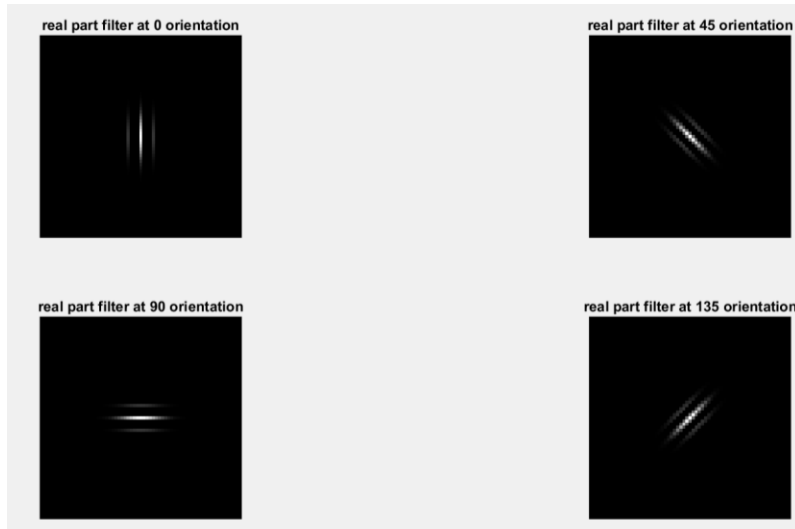 real part filter at 0 orientation
real part filter at 45 orientation
real part filter at 90 orientation
real part filter at 135 orientation